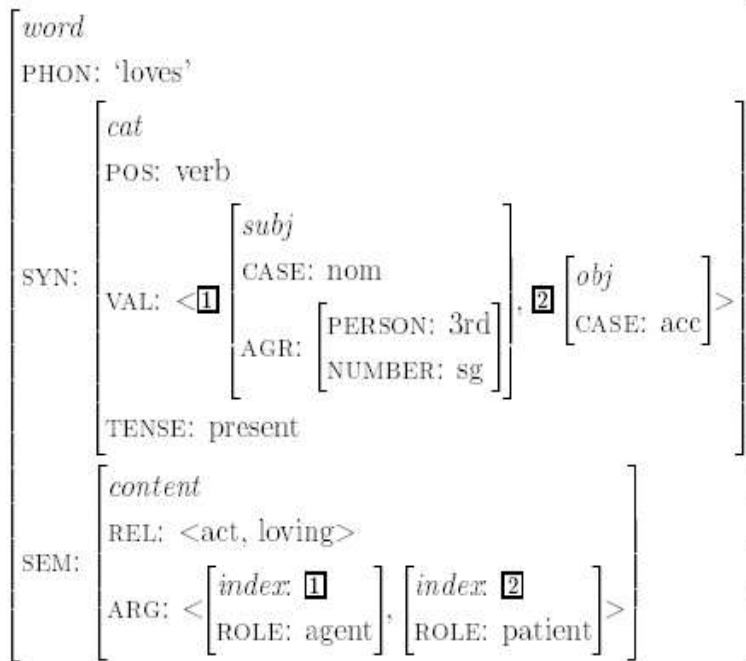 word
PHON: ‘loves’
cat
POS: verb
subj
CASE: nom
AGR: PERSON: 3rd
NUMBER: sg
SYN: VAL: <1 , 2 obj
CASE: acc >
TENSE: present
content
REL: <act, loving>
SEM: ARG: < index: 1
ROLE: agent , index: 2
ROLE: patient >